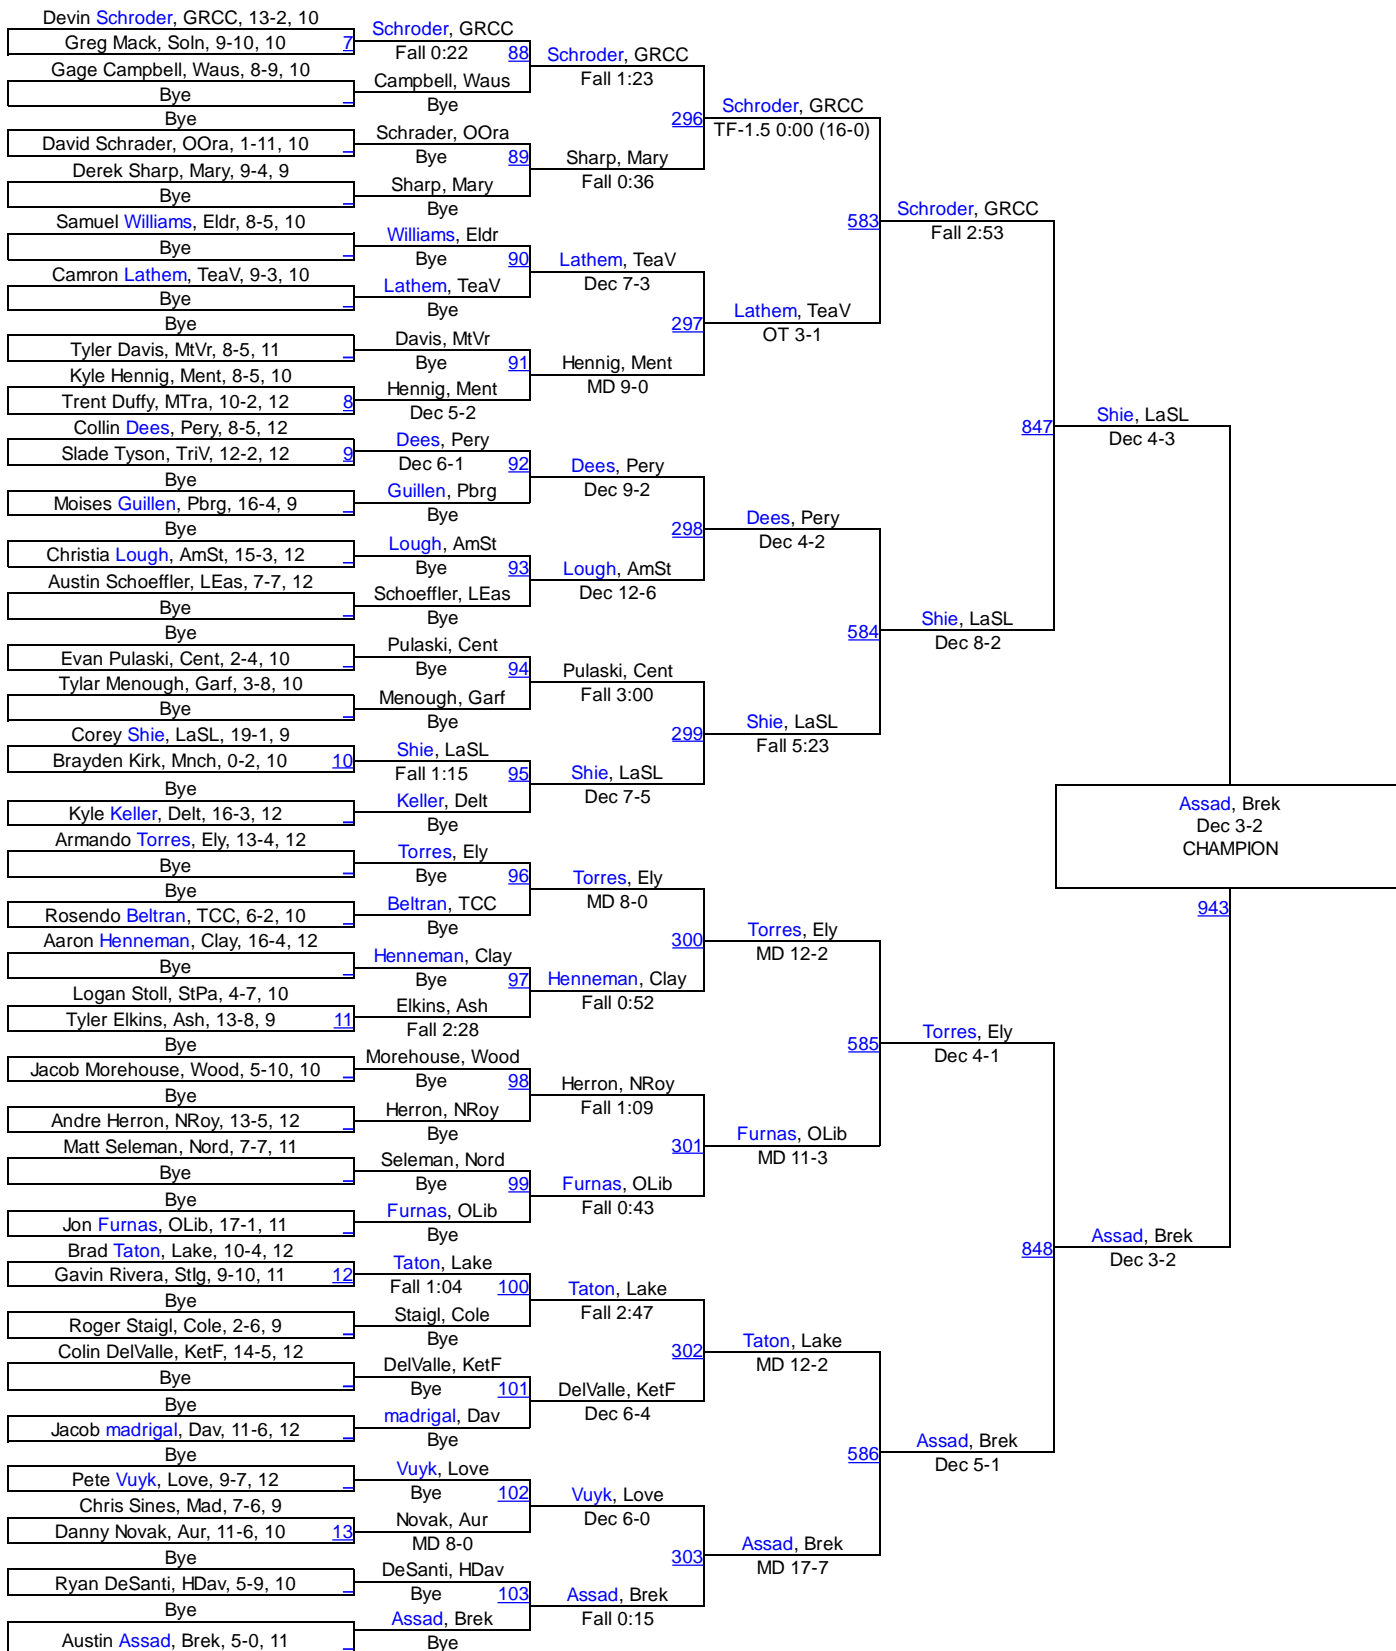 Devin Schroder, GRCC, 13-2, 10
Greg Mack, Soln, 9-10, 10 7
Gage Campbell, Waus, 8-9, 10
Bye
Bye
David Schrader, OOra, 1-11, 10
Derek Sharp, Mary, 9-4, 9
Bye
Samuel Williams, Eldr, 8-5, 10
Bye
Camron Lathem, TeaV, 9-3, 10
Bye
Bye
Tyler Davis, MtVr, 8-5, 11
Kyle Hennig, Ment, 8-5, 10
Trent Duffy, MTra, 10-2, 12 8
Collin Dees, Pery, 8-5, 12
Slade Tyson, TriV, 12-2, 12 9
Bye
Moises Guillen, Pbrg, 16-4, 9
Bye
Christia Lough, AmSt, 15-3, 12
Austin Schoeffler, LEas, 7-7, 12
Bye
Bye
Evan Pulaski, Cent, 2-4, 10
Tylar Menough, Garf, 3-8, 10
Bye
Corey Shie, LaSL, 19-1, 9
Brayden Kirk, Mnch, 0-2, 10 10
Bye
Kyle Keller, Delt, 16-3, 12
Armando Torres, Ely, 13-4, 12
Bye
Bye
Rosendo Beltran, TCC, 6-2, 10
Aaron Henneman, Clay, 16-4, 12
Bye
Logan Stoll, StPa, 4-7, 10
Tyler Elkins, Ash, 13-8, 9 11
Bye
Jacob Morehouse, Wood, 5-10, 10
Bye
Andre Herron, NRoy, 13-5, 12
Matt Seleman, Nord, 7-7, 11
Bye
Bye
Jon Furnas, OLib, 17-1, 11
Brad Taton, Lake, 10-4, 12
Gavin Rivera, Stlg, 9-10, 11 12
Bye
Roger Staigl, Cole, 2-6, 9
Colin DelValle, KetF, 14-5, 12
Bye
Bye
Jacob madrigal, Dav, 11-6, 12
Bye
Pete Vuyk, Love, 9-7, 12
Chris Sines, Mad, 7-6, 9
Danny Novak, Aur, 11-6, 10 13
Bye
Ryan DeSanti, HDav, 5-9, 10
Bye
Austin Assad, Brek, 5-0, 11
Schroder, GRCC
Fall 0:22 88
Campbell, Waus
Bye
Schrader, OOra
Bye 89
Sharp, Mary
Bye
Williams, Eldr
Bye 90
Lathem, TeaV
Bye
Davis, MtVr
Bye 91
Hennig, Ment
Dec 5-2
Dees, Pery
Dec 6-1 92
Guillen, Pbrg
Bye
Lough, AmSt
Bye 93
Schoeffler, LEas
Bye
Pulaski, Cent
Bye 94
Menough, Garf
Bye
Shie, LaSL
Fall 1:15 95
Keller, Delt
Bye
Torres, Ely
Bye 96
Beltran, TCC
Bye
Henneman, Clay
Bye 97
Elkins, Ash
Fall 2:28
Morehouse, Wood
Bye 98
Herron, NRoy
Bye
Seleman, Nord
Bye 99
Furnas, OLib
Bye
Taton, Lake
Fall 1:04 100
Staigl, Cole
Bye
DelValle, KetF
Bye 101
madrigal, Dav
Bye
Vuyk, Love
Bye 102
Novak, Aur
MD 8-0
DeSanti, HDav
Bye 103
Assad, Brek
Bye
Schroder, GRCC
Fall 1:23
296
Sharp, Mary
Fall 0:36
Lathem, TeaV
Dec 7-3
297
Hennig, Ment
MD 9-0
Dees, Pery
Dec 9-2
298
Lough, AmSt
Dec 12-6
Pulaski, Cent
Fall 3:00
299
Shie, LaSL
Dec 7-5
Torres, Ely
MD 8-0
300
Henneman, Clay
Fall 0:52
Herron, NRoy
Fall 1:09
301
Furnas, OLib
Fall 0:43
Taton, Lake
Fall 2:47
302
DelValle, KetF
Dec 6-4
Vuyk, Love
Dec 6-0
303
Assad, Brek
Fall 0:15
Schroder, GRCC
TF-1.5 0:00 (16-0)
583
Lathem, TeaV
OT 3-1
Dees, Pery
Dec 4-2
584
Shie, LaSL
Fall 5:23
Torres, Ely
MD 12-2
585
Furnas, OLib
MD 11-3
Taton, Lake
MD 12-2
586
Assad, Brek
MD 17-7
Schroder, GRCC
Fall 2:53
847
Shie, LaSL
Dec 8-2
Torres, Ely
Dec 4-1
848
Assad, Brek
Dec 5-1
Shie, LaSL
Dec 4-3
Assad, Brek
Dec 3-2
CHAMPION
943
Assad, Brek
Dec 3-2